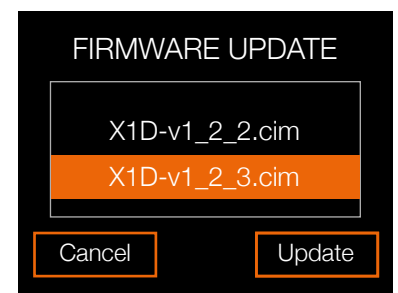 FIRMWARE UPDATE
X1D-v1_2_2.cim
X1D-v1_2_3.cim
Cancel Update